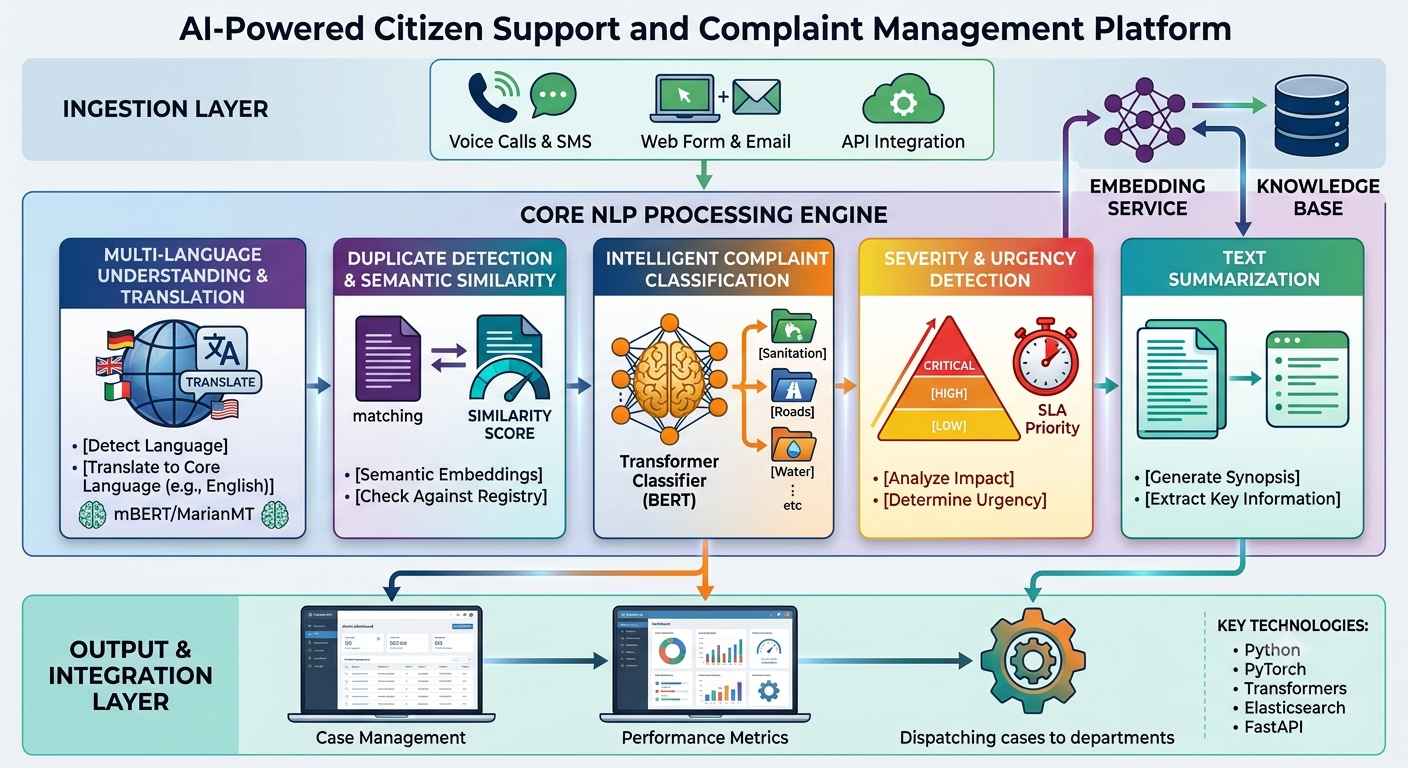 AI-Powered Citizen Support and Complaint Management Platform
INGESTION LAYER
Voice Calls & SMS
Web Form & Email
API Integration
EMBEDDING
SERVICE
KNOWLEDGE
BASE
CORE NLP PROCESSING ENGINE
MULTI-LANGUAGE
UNDERSTANDING &
TRANSLATION
文A
TRANSLATE
• [Detect Language]
• [Translate to Core
Language (e.g., English)]
mBERT/MarianMT
DUPLICATE DETECTION
& SEMANTIC SIMILARITY
matching
SIMILARITY
SCORE
• [Semantic Embeddings]
• [Check Against Registry]
INTELLIGENT COMPLAINT
CLASSIFICATION
Transformer
Classifier
(BERT)
[Sanitation]
[Roads]
[Water]
⋮
etc
SEVERITY & URGENCY
DETECTION
CRITICAL
[HIGH]
[LOW]
SLA
Priority
• [Analyze Impact]
• [Determine Urgency]
TEXT
SUMMARIZATION
• [Generate Synopsis]
• [Extract Key Information]
OUTPUT &
INTEGRATION
LAYER
Case Management
Performance Metrics
Dispatching cases to departments
KEY TECHNOLOGIES:
• Python
• PyTorch
• Transformers
• Elasticsearch
• FastAPI